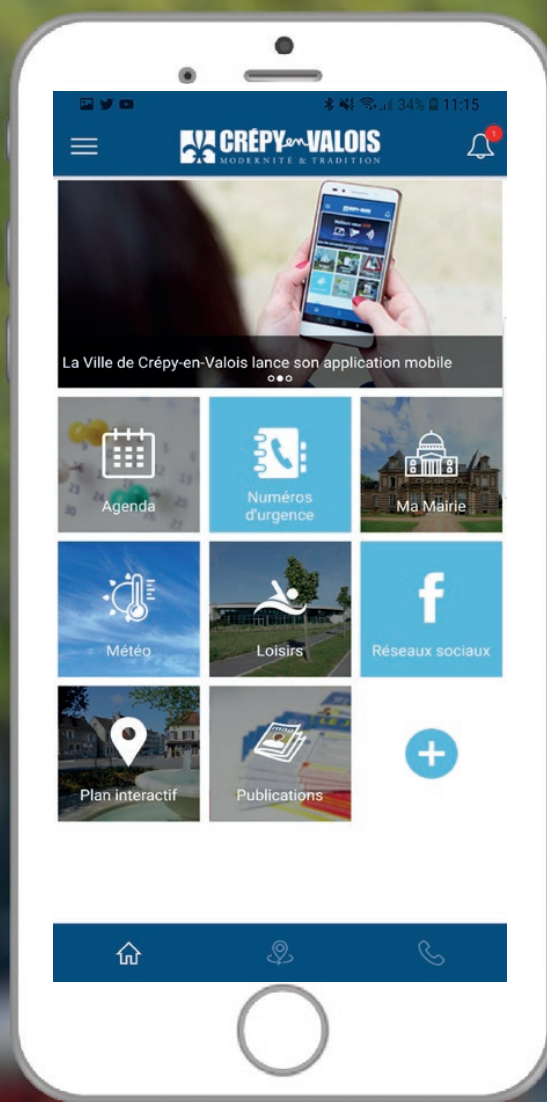 34% 11:15
CRÉPY en VALOIS
MODERNITÉ & TRADITION
1
La Ville de Crépy-en-Valois lance son application mobile
Agenda
Numéros
d'urgence
Ma Mairie
Météo
Loisirs
f
Réseaux sociaux
Plan interactif
Publications